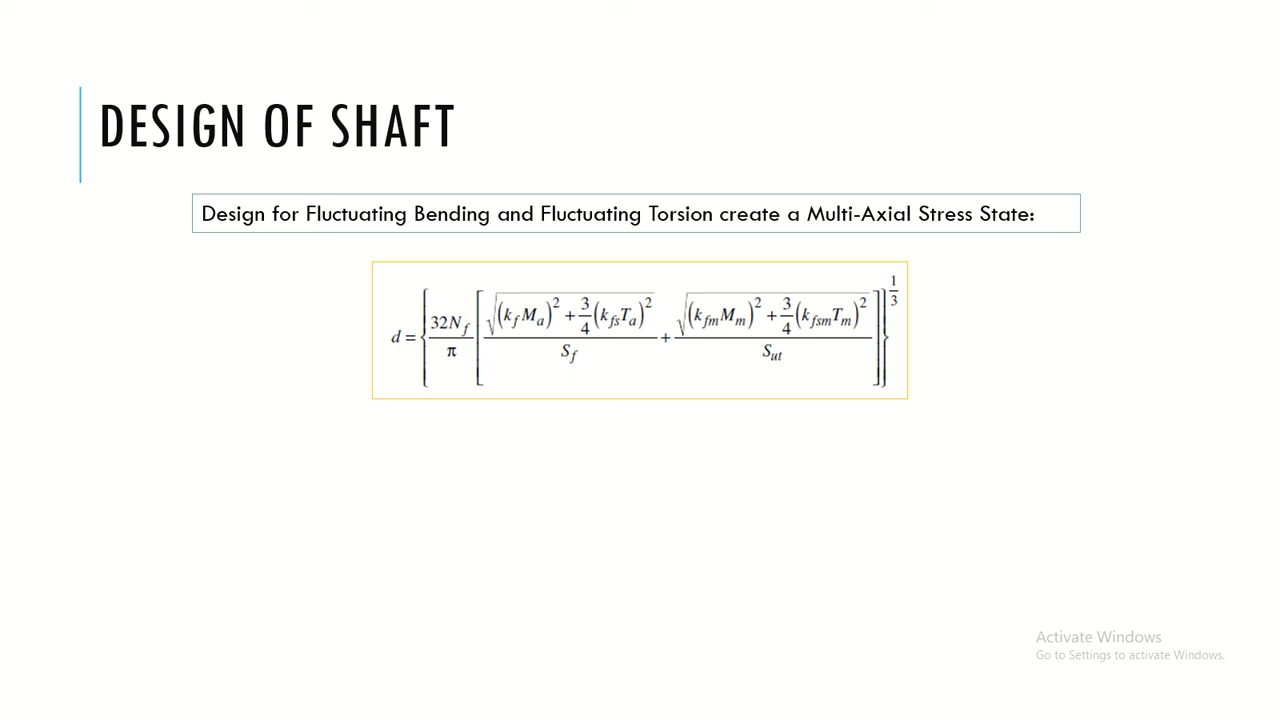 DESIGN OF SHAFT
Design for Fluctuating Bending and Fluctuating Torsion create a Multi-Axial Stress State:
d = { 32N_f / π [ √((k_f M_a)^2 + 3/4 (k_fs T_a)^2) / S_f + √((k_fm M_m)^2 + 3/4 (k_fsm T_m)^2) / S_ut ] }^1/3
Activate Windows
Go to Settings to activate Windows.